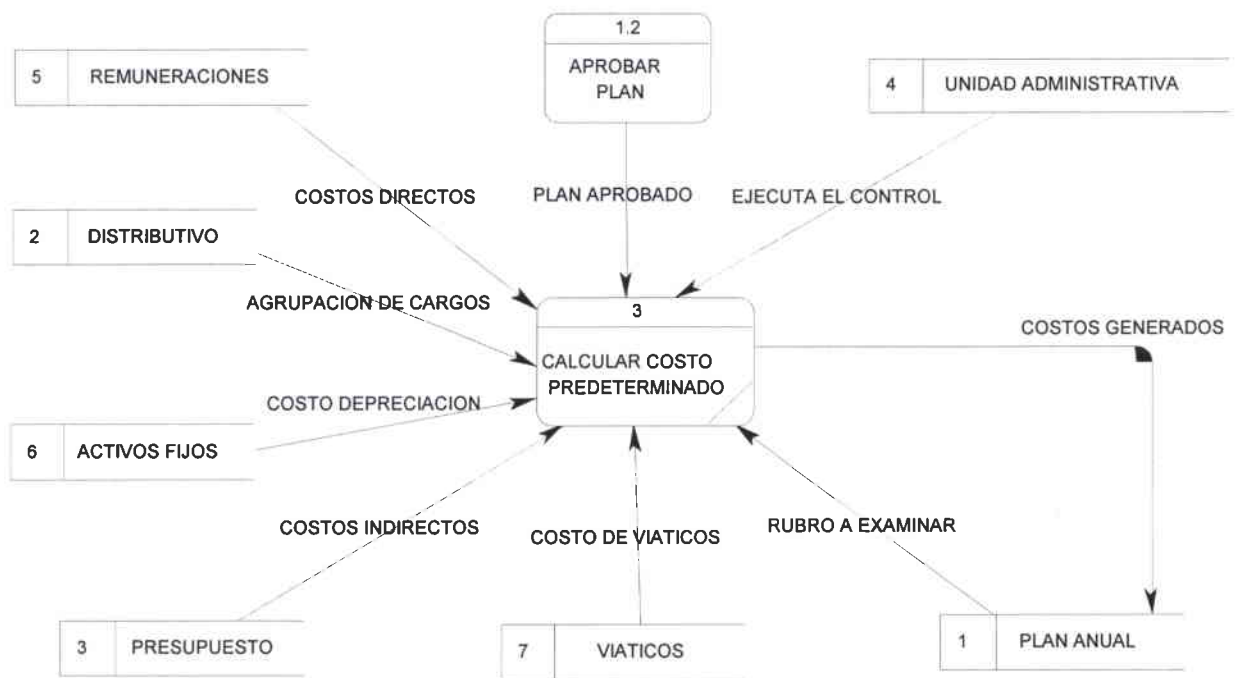 1.2
APROBAR
PLAN
5 REMUNERACIONES
4 UNIDAD ADMINISTRATIVA
COSTOS DIRECTOS
PLAN APROBADO
EJECUTA EL CONTROL
2 DISTRIBUTIVO
AGRUPACION DE CARGOS
3
CALCULAR COSTO
PREDETERMINADO
COSTOS GENERADOS
COSTO DEPRECIACION
6 ACTIVOS FIJOS
COSTOS INDIRECTOS
COSTO DE VIATICOS
RUBRO A EXAMINAR
3 PRESUPUESTO
7 VIATICOS
1 PLAN ANUAL